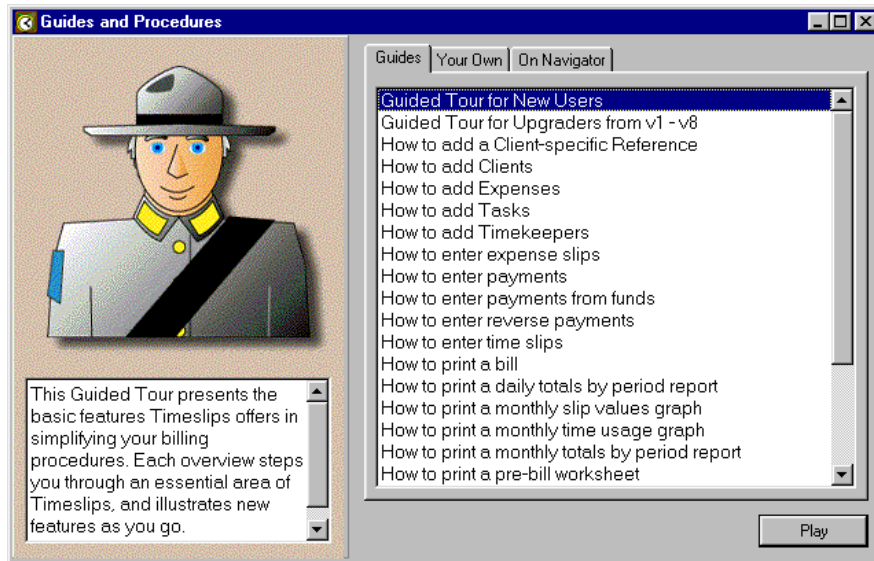 Guides and Procedures
This Guided Tour presents the
basic features Timeslips offers in
simplifying your billing
procedures. Each overview steps
you through an essential area of
Timeslips, and illustrates new
features as you go.
Guides
Your Own
On Navigator
Guided Tour for New Users
Guided Tour for Upgraders from v1 - v8
How to add a Client-specific Reference
How to add Clients
How to add Expenses
How to add Tasks
How to add Timekeepers
How to enter expense slips
How to enter payments
How to enter payments from funds
How to enter reverse payments
How to enter time slips
How to print a bill
How to print a daily totals by period report
How to print a monthly slip values graph
How to print a monthly time usage graph
How to print a monthly totals by period report
How to print a pre-bill worksheet
Play